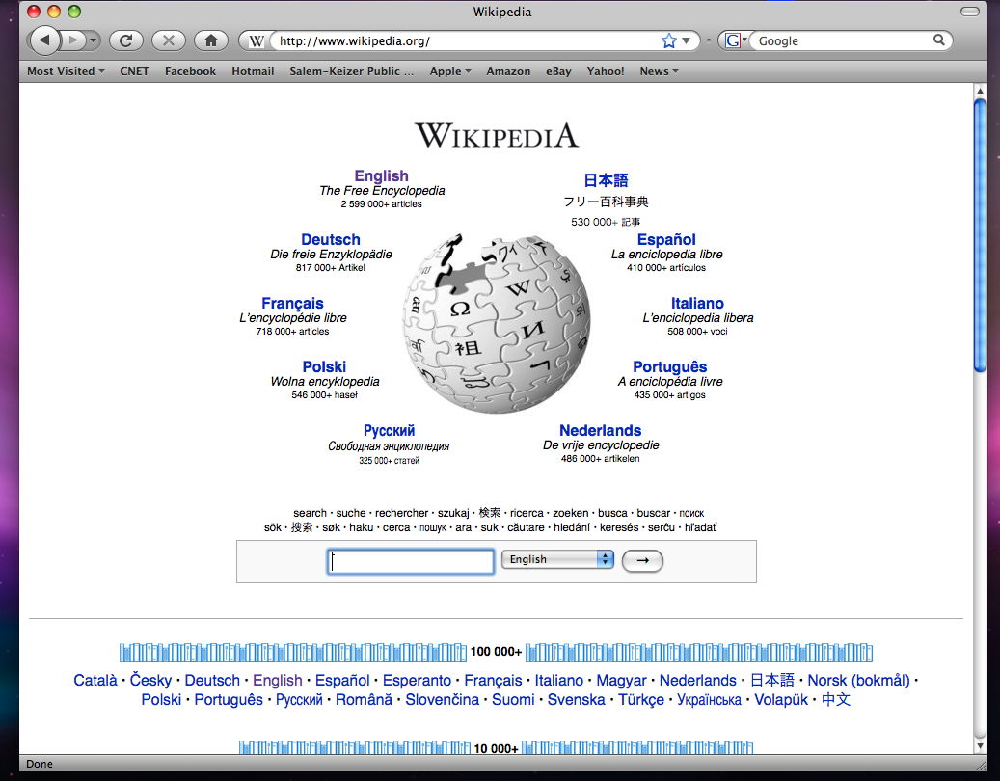 Wikipedia
W http://www.wikipedia.org/
G Google
Most Visited CNET Facebook Hotmail Salem-Keizer Public ... Apple Amazon eBay Yahoo! News
WIKIPEDIA
English
The Free Encyclopedia
2 599 000+ articles
日本語
フリー百科事典
530 000+ 記事
Deutsch
Die freie Enzyklopädie
817 000+ Artikel
Español
La enciclopedia libre
410 000+ artículos
Français
L'encyclopédie libre
718 000+ articles
Italiano
L'enciclopedia libera
508 000+ voci
Polski
Wolna encyklopedia
546 000+ haseł
Português
A enciclopédia livre
435 000+ artigos
Русский
Свободная энциклопедия
325 000+ статей
Nederlands
De vrije encyclopedie
486 000+ artikelen
Ω W
祖 И
search · suche · rechercher · szukaj · 検索 · ricerca · zoeken · busca · buscar · поиск
sök · 搜索 · søk · haku · cerca · пошук · ara · suk · căutare · hledání · keresés · serĉu · hľadať
English →
100 000+
Català · Česky · Deutsch · English · Español · Esperanto · Français · Italiano · Magyar · Nederlands · 日本語 · Norsk (bokmål) ·
Polski · Português · Русский · Română · Slovenčina · Suomi · Svenska · Türkçe · Українська · Volapük · 中文
10 000+
Done